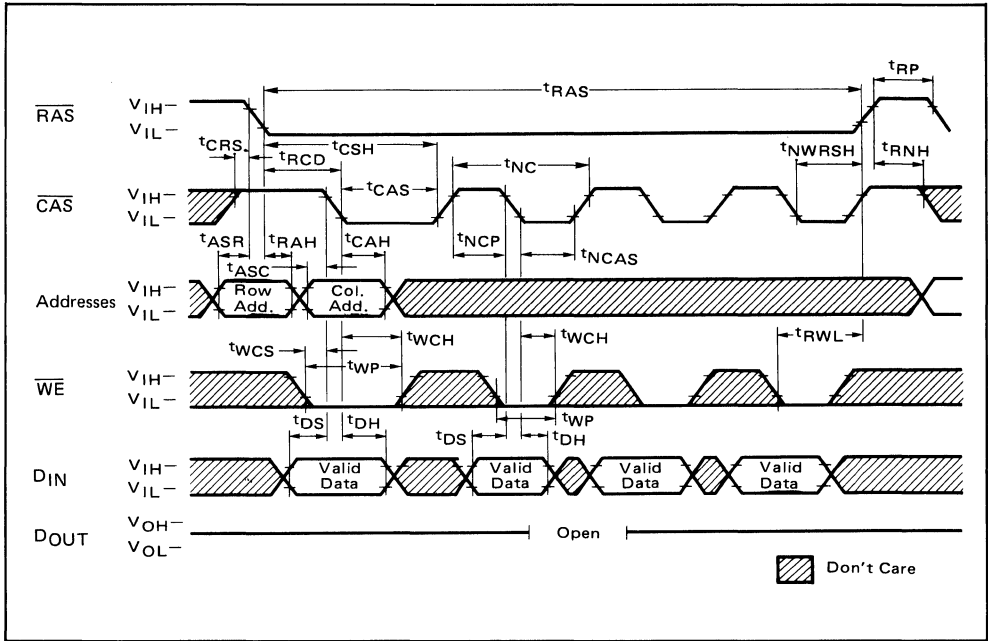 tRP
tRAS
RAS
VIH–
VIL–
tCRS
tCSH
tNWRSH
tRNH
tRCD
tNC
tCAS
CAS
VIH–
VIL–
tASR
tRAH
tCAH
tNCP
tNCAS
tASC
Addresses
VIH–
VIL–
Row Add.
Col. Add.
tWCS
tWCH
tWCH
tRWL
tWP
WE
VIH–
VIL–
tWP
tDS
tDH
tDS
tDH
DIN
VIH–
VIL–
Valid Data
Valid Data
Valid Data
Valid Data
DOUT
VOH–
VOL–
Open
Don't Care